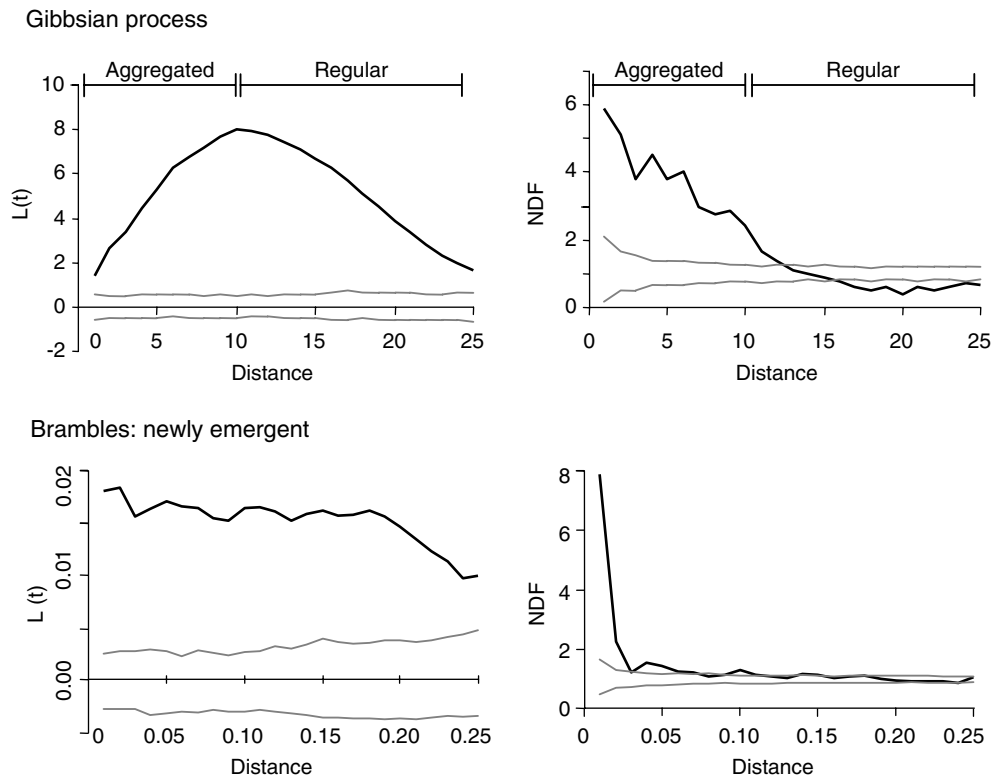 Gibbsian process
Aggregated Regular
10
8
6
4
2
0
-2
L(t)
0 5 10 15 20 25
Distance
Aggregated Regular
6
4
2
0
NDF
0 5 10 15 20 25
Distance
Brambles: newly emergent
0.02
0.01
0.00
L (t)
0 0.05 0.10 0.15 0.20 0.25
Distance
8
6
4
2
0
NDF
0 0.05 0.10 0.15 0.20 0.25
Distance